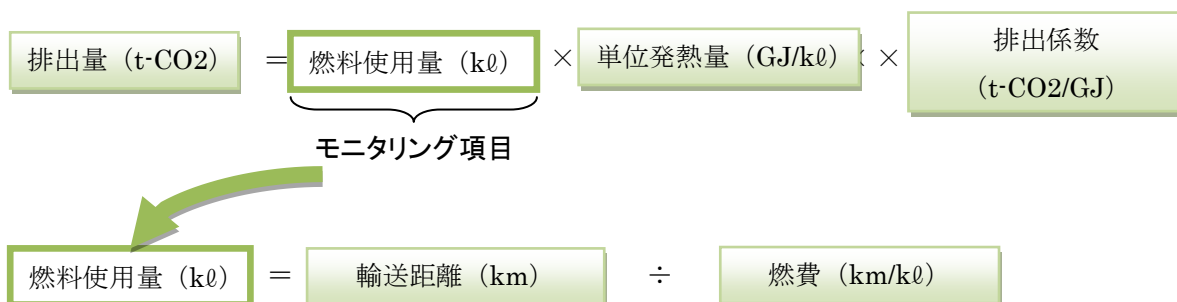 排出量（t-CO2） ＝ 燃料使用量（kℓ） × 単位発熱量（GJ/kℓ） × 排出係数（t-CO2/GJ）
モニタリング項目
燃料使用量（kℓ） ＝ 輸送距離（km） ÷ 燃費（km/kℓ）